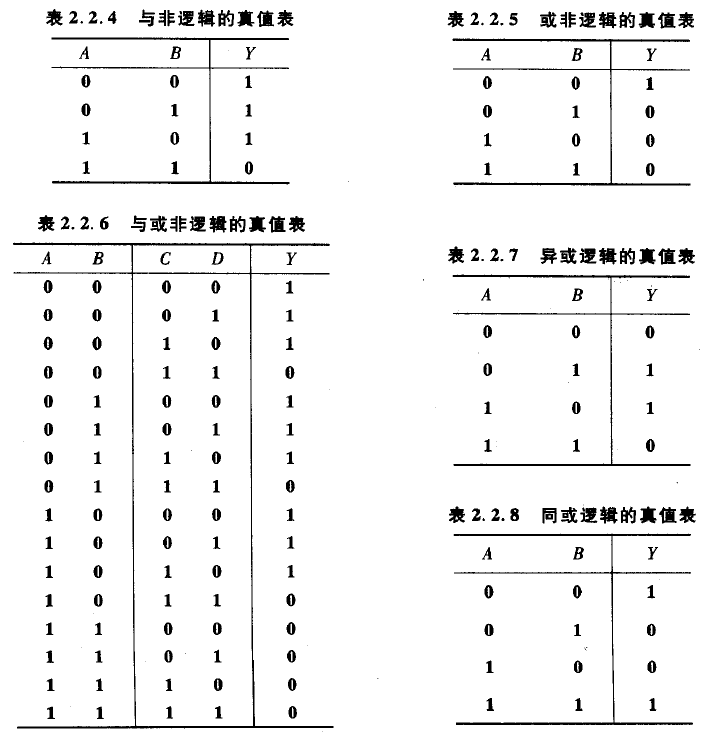 表 2.2.4 与非逻辑的真值表
A B Y
0 0 1
0 1 1
1 0 1
1 1 0
表 2.2.5 或非逻辑的真值表
A B Y
0 0 1
0 1 0
1 0 0
1 1 0
表 2.2.6 与或非逻辑的真值表
A B C D Y
0 0 0 0 1
0 0 0 1 1
0 0 1 0 1
0 0 1 1 0
0 1 0 0 1
0 1 0 1 1
0 1 1 0 1
0 1 1 1 0
1 0 0 0 1
1 0 0 1 1
1 0 1 0 1
1 0 1 1 0
1 1 0 0 0
1 1 0 1 0
1 1 1 0 0
1 1 1 1 0
表 2.2.7 异或逻辑的真值表
A B Y
0 0 0
0 1 1
1 0 1
1 1 0
表 2.2.8 同或逻辑的真值表
A B Y
0 0 1
0 1 0
1 0 0
1 1 1